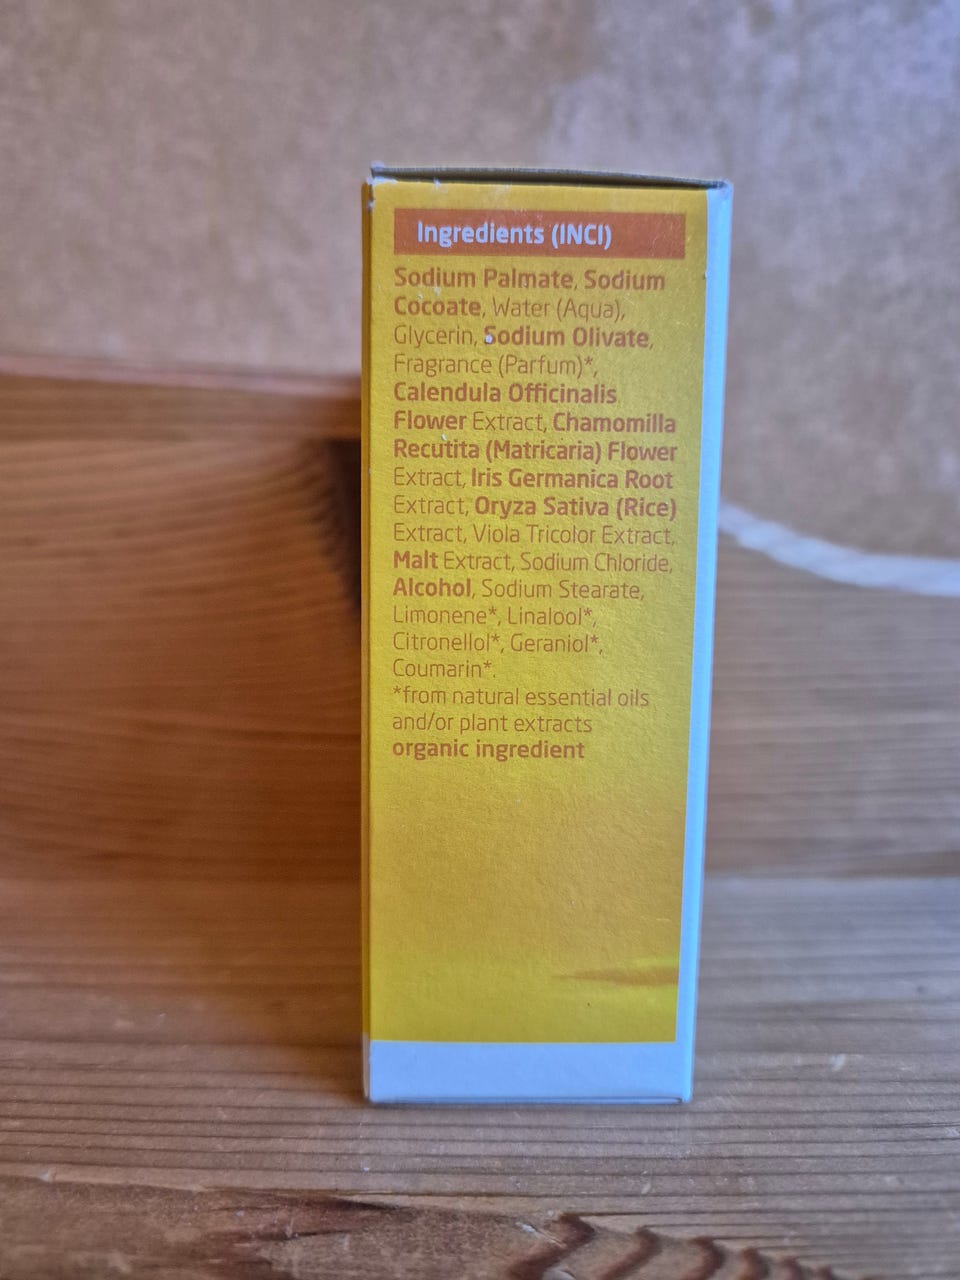 Ingredients (INCI)
Sodium Palmate, Sodium
Cocoate, Water (Aqua),
Glycerin, Sodium Olivate,
Fragrance (Parfum)*,
Calendula Officinalis
Flower Extract, Chamomilla
Recutita (Matricaria) Flower
Extract, Iris Germanica Root
Extract, Oryza Sativa (Rice)
Extract, Viola Tricolor Extract,
Malt Extract, Sodium Chloride,
Alcohol, Sodium Stearate,
Limonene*, Linalool*,
Citronellol*, Geraniol*,
Coumarin*.
*from natural essential oils
and/or plant extracts
organic ingredient